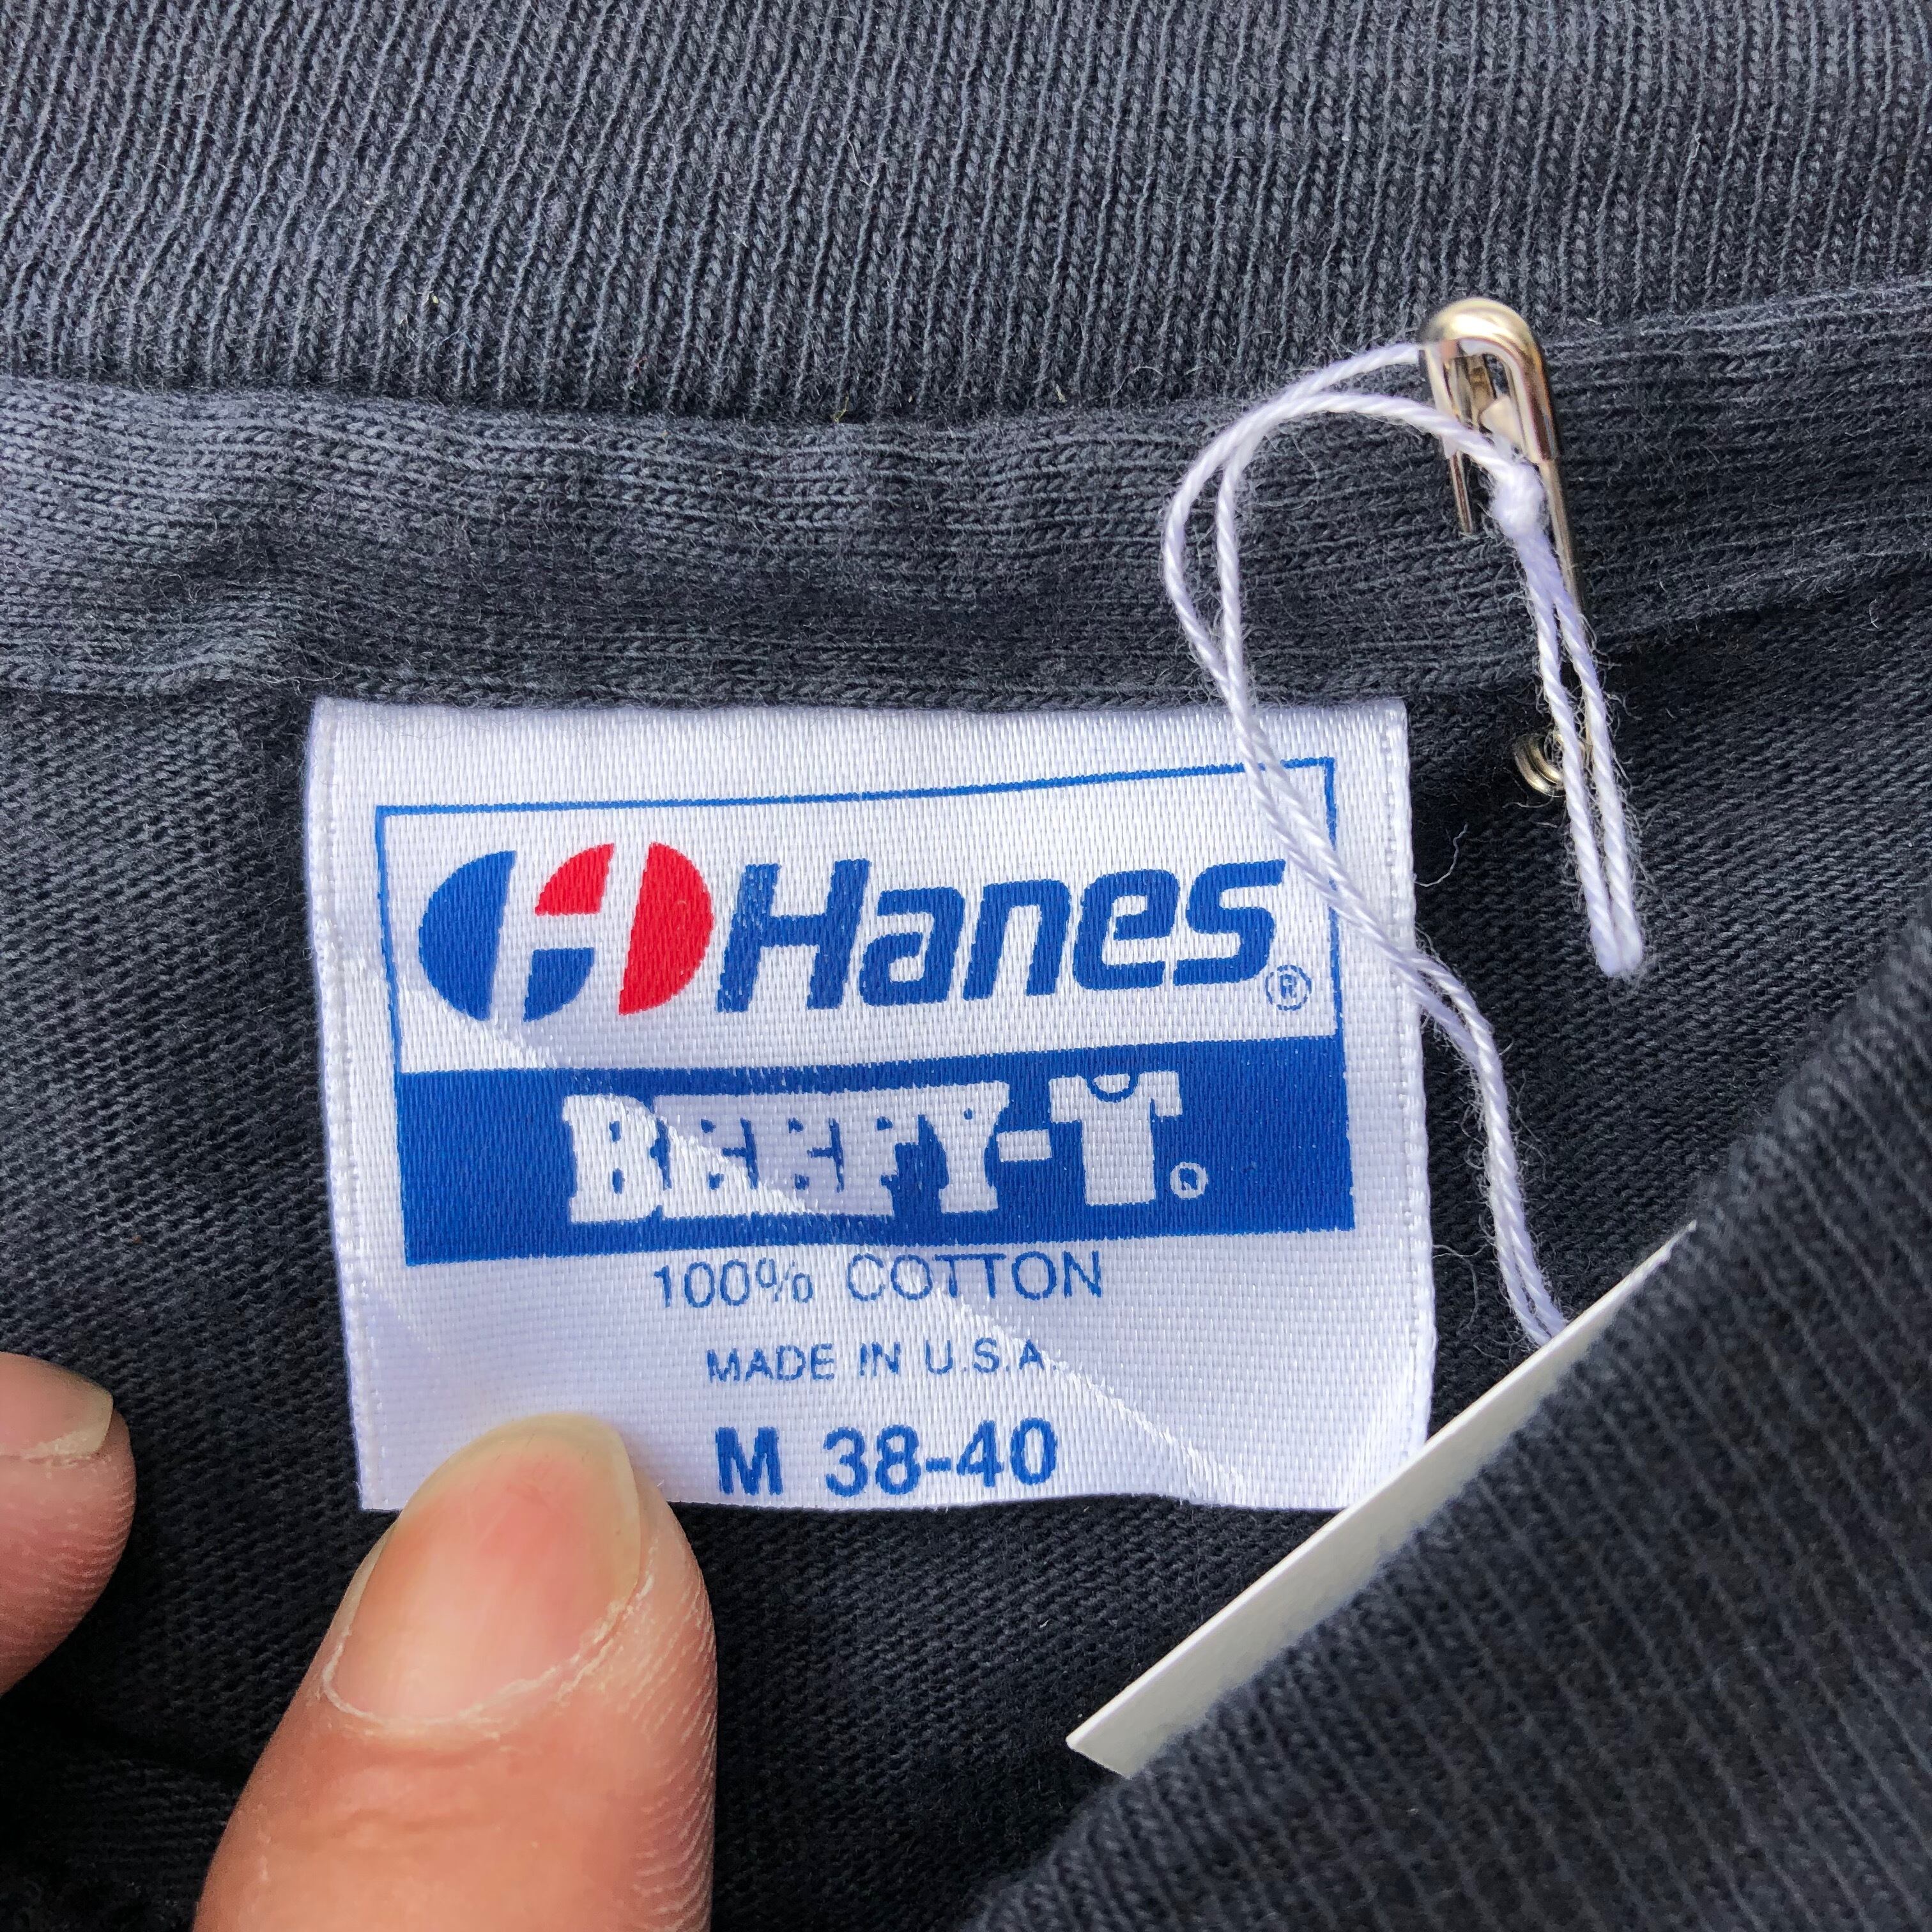 Hanes®
BEEFY-T®
100% COTTON
MADE IN U.S.A.
M 38-40